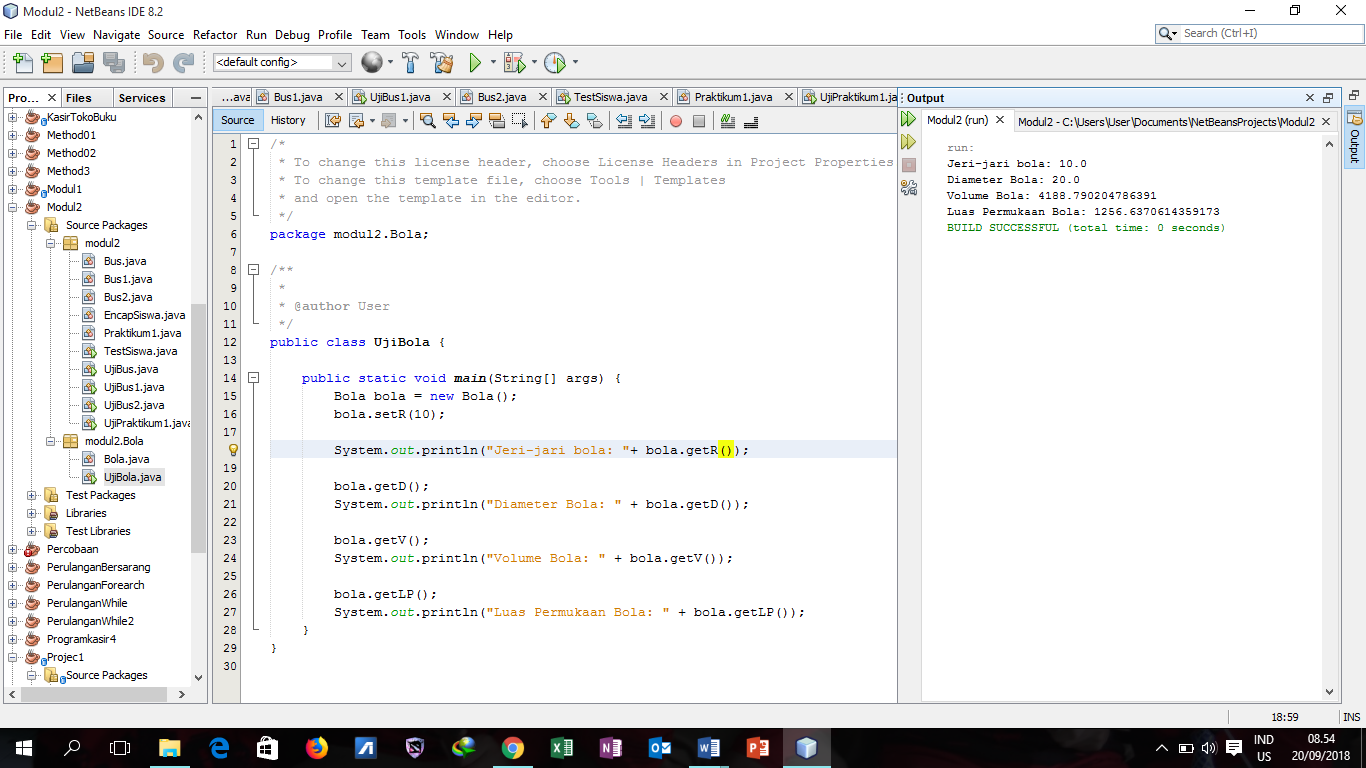 Modul2 - NetBeans IDE 8.2
File Edit View Navigate Source Refactor Run Debug Profile Team Tools Window Help
Search (Ctrl+I)
<default config>
Pro... Files Services
KasirTokoBuku
Method01
Method02
Method3
Modul1
Modul2
Source Packages
modul2
Bus.java
Bus1.java
Bus2.java
EncapSiswa.java
Praktikum1.java
TestSiswa.java
UjiBus.java
UjiBus1.java
UjiBus2.java
UjiPraktikum1.java
modul2.Bola
Bola.java
UjiBola.java
Test Packages
Libraries
Test Libraries
Percobaan
PerulanganBersarang
PerulanganForearch
PerulanganWhile
PerulanganWhile2
Programkasir4
Projec1
Source Packages
...ava Bus1.java UjiBus1.java Bus2.java TestSiswa.java Praktikum1.java UjiPraktikum1.ja
Source History
1 /*
2 * To change this license header, choose License Headers in Project Properties
3 * To change this template file, choose Tools | Templates
4 * and open the template in the editor.
5 */
6 package modul2.Bola;
7
8 /**
9 *
10 * @author User
11 */
12 public class UjiBola {
13
14 public static void main(String[] args) {
15 Bola bola = new Bola();
16 bola.setR(10);
17
System.out.println("Jeri-jari bola: "+ bola.getR());
19
20 bola.getD();
21 System.out.println("Diameter Bola: " + bola.getD());
22
23 bola.getV();
24 System.out.println("Volume Bola: " + bola.getV());
25
26 bola.getLP();
27 System.out.println("Luas Permukaan Bola: " + bola.getLP());
28 }
29 }
30
Output
Modul2 (run) Modul2 - C:\Users\User\Documents\NetBeansProjects\Modul2
run:
Jeri-jari bola: 10.0
Diameter Bola: 20.0
Volume Bola: 4188.790204786391
Luas Permukaan Bola: 1256.6370614359173
BUILD SUCCESSFUL (total time: 0 seconds)
Output
18:59 INS
IND
US
08.54
20/09/2018